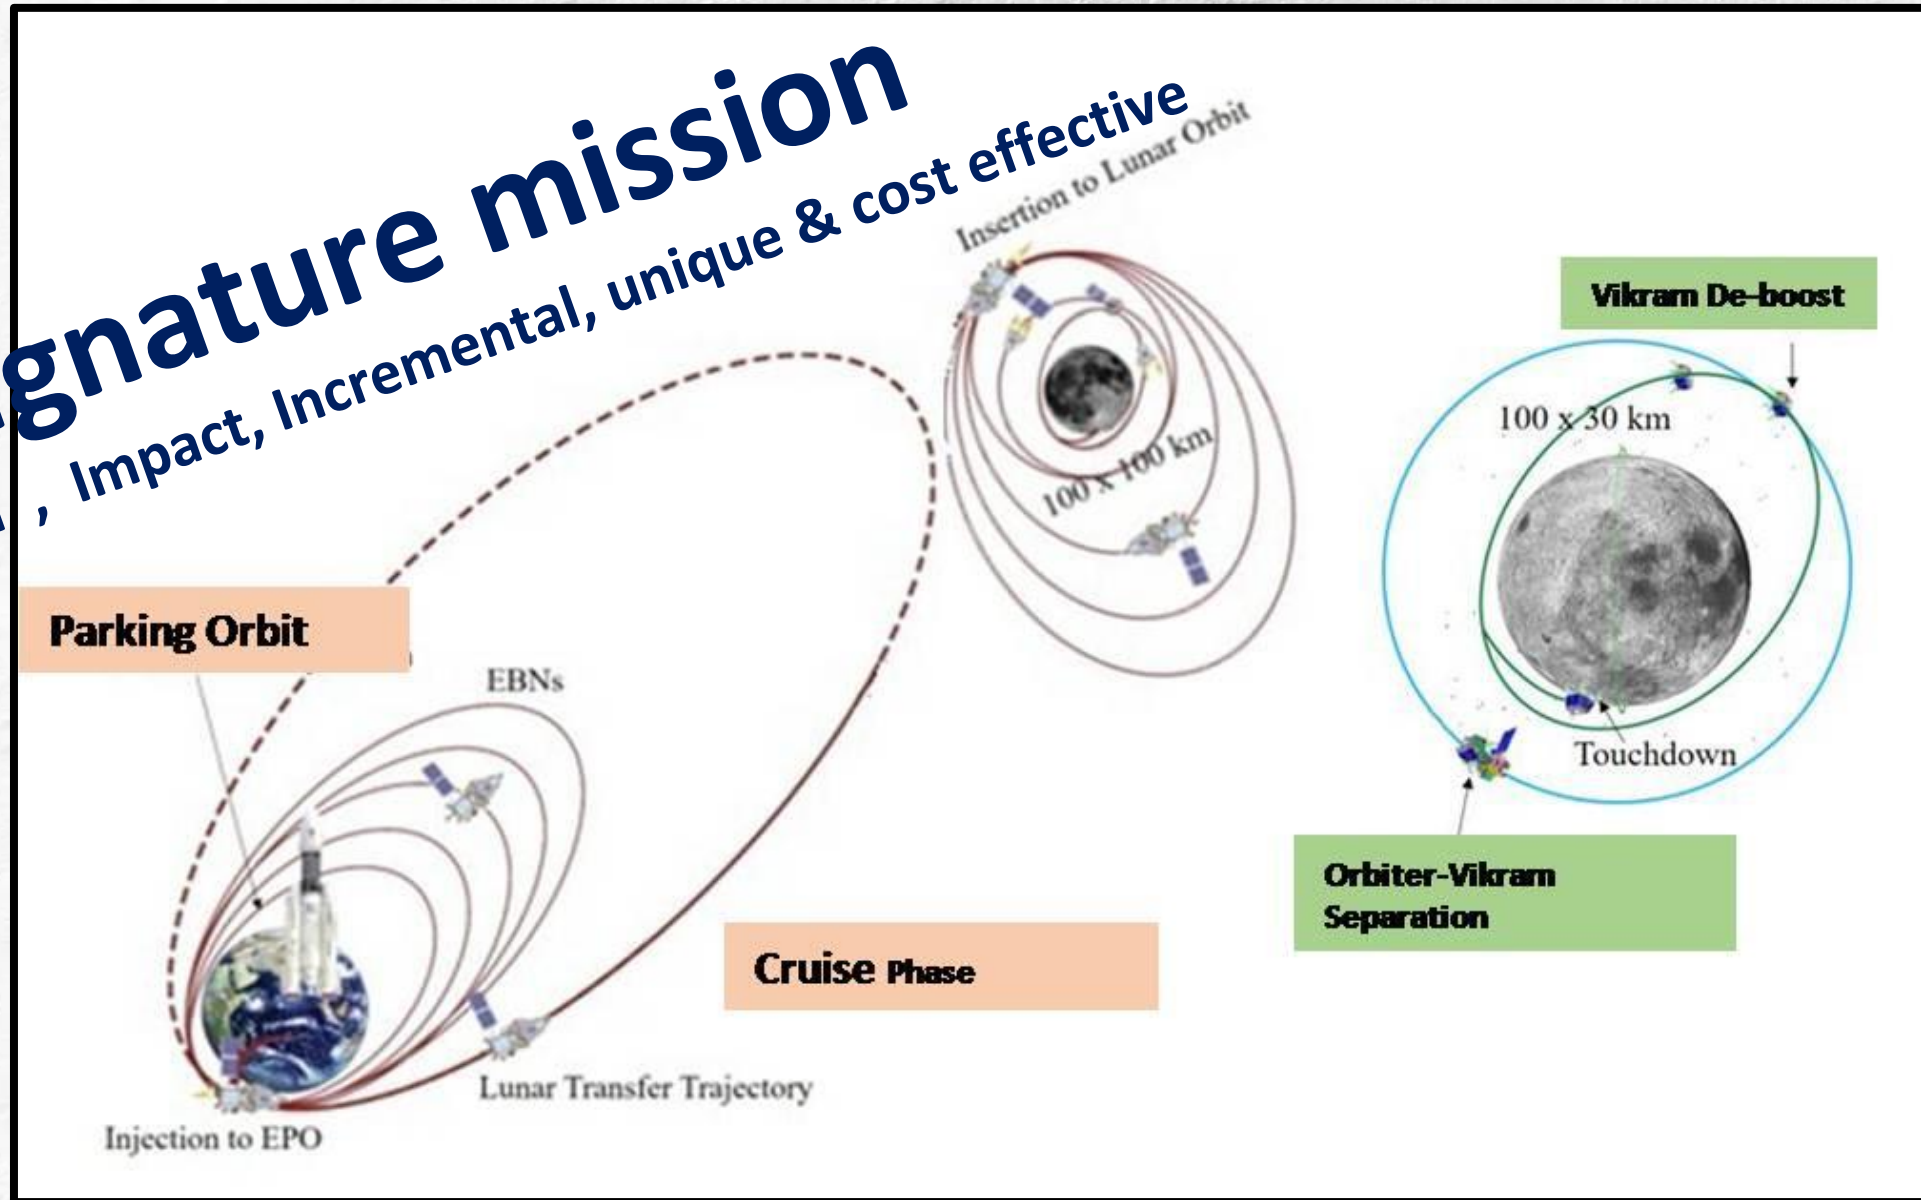 gnature mission
, Impact, Incremental, unique & cost effective
Insertion to Lunar Orbit
100 x 100 km
Vikram De-boost
100 x 30 km
Touchdown
Orbiter-Vikram
Separation
Parking Orbit
EBNs
Cruise Phase
Lunar Transfer Trajectory
Injection to EPO